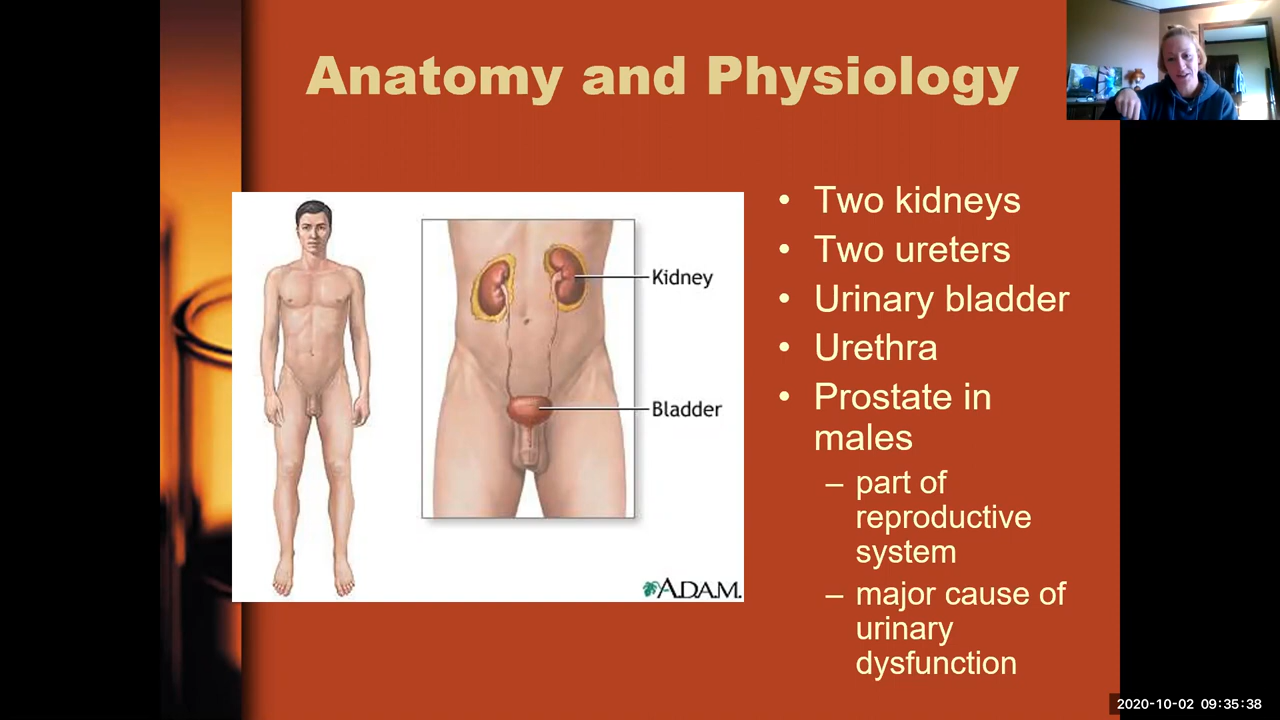 Anatomy and Physiology
Kidney
Bladder
A.D.A.M.
• Two kidneys
• Two ureters
• Urinary bladder
• Urethra
• Prostate in
males
– part of
reproductive
system
– major cause of
urinary
dysfunction
2020-10-02 09:35:38